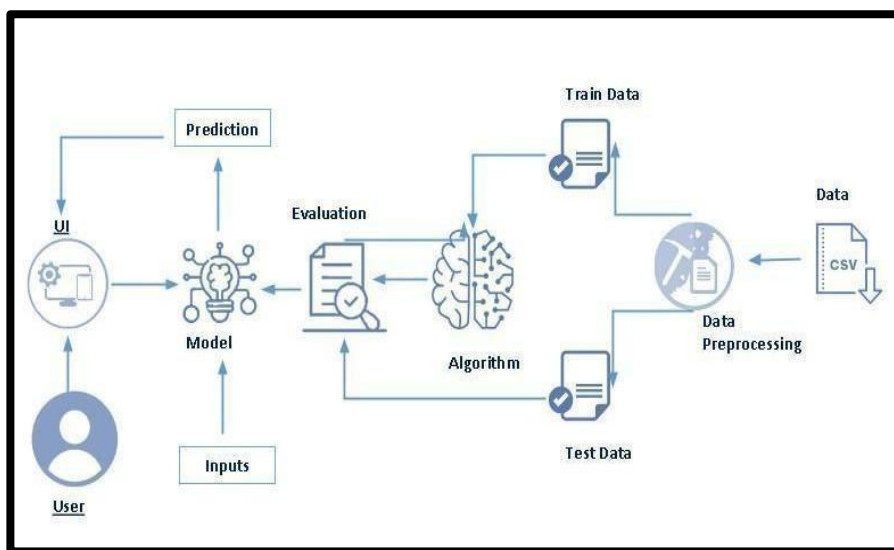 Train Data
Prediction
Data
Evaluation
UI
CSV
Model
Algorithm
Data
Preprocessing
Inputs
Test Data
User